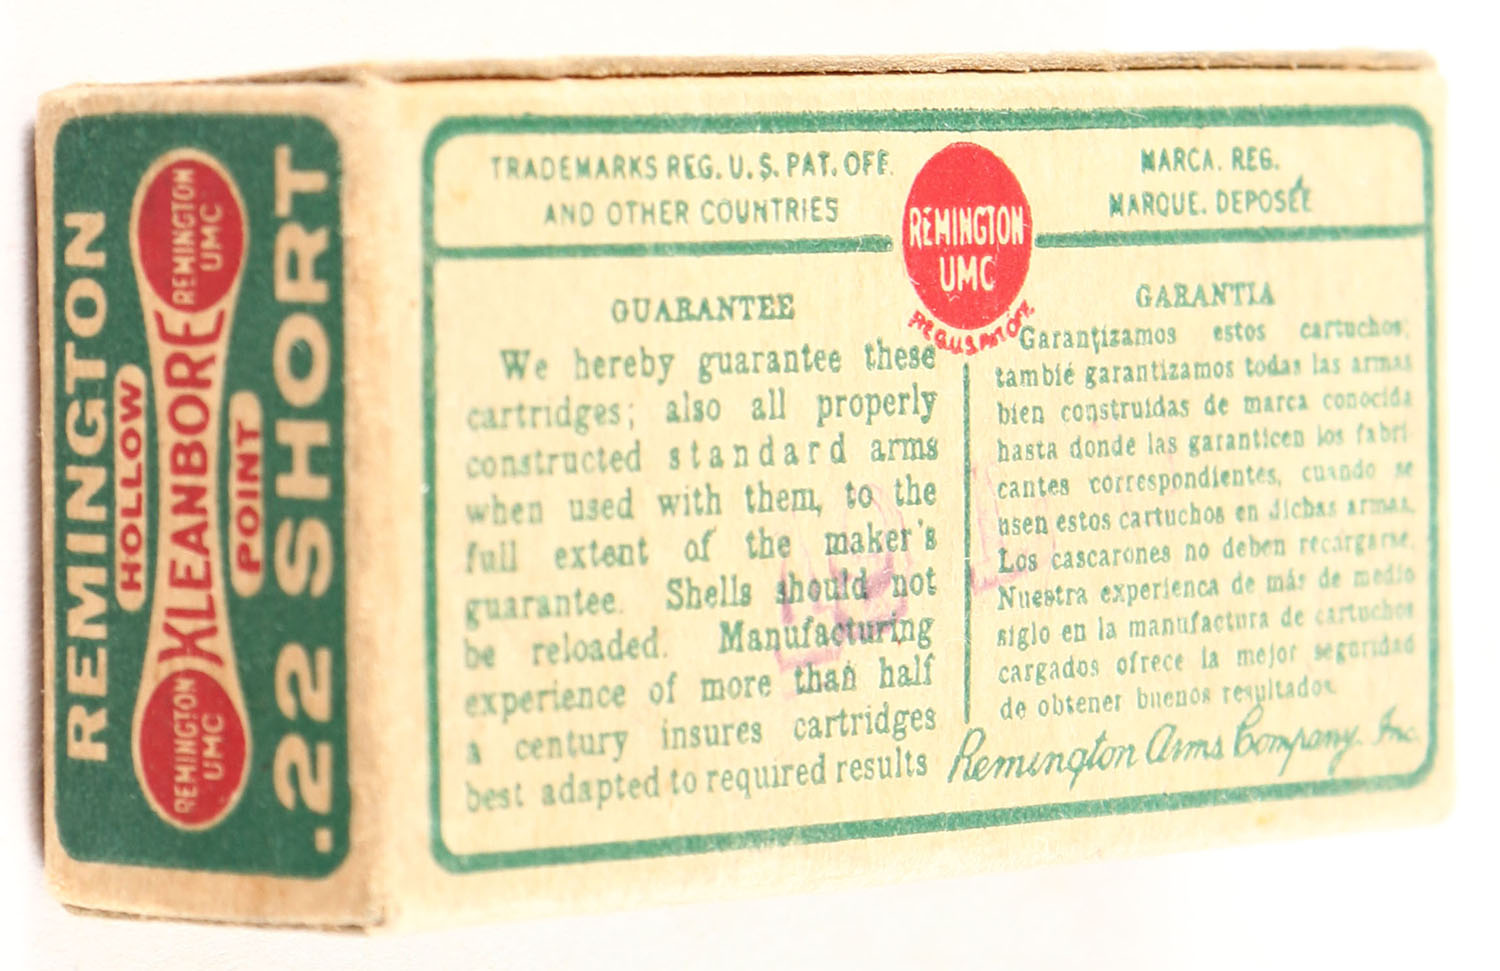 REMINGTON
HOLLOW
REMINGTON
UMC
KLEANBORE
REMINGTON
UMC
POINT
.22 SHORT
TRADEMARKS REG. U.S. PAT. OFF.
AND OTHER COUNTRIES
REMINGTON
UMC
REG.U.S.PAT.OFF.
MARCA. REG.
MARQUE. DEPOSÉE
GUARANTEE
We hereby guarantee these
cartridges; also all properly
constructed standard arms
when used with them, to the
full extent of the maker's
guarantee. Shells should not
be reloaded. Manufacturing
experience of more than half
a century insures cartridges
best adapted to required results
GARANTIA
Garantizamos estos cartuchos;
tambié garantizamos todas las armas
bien construidas de marca conocida
hasta donde las garanticen los fabri-
cantes correspondientes, cuando se
usen estos cartuchos en dichas armas.
Los cascarones no deben recargarse.
Nuestra experienca de más de medio
siglo en la manufactura de cartuchos
cargados ofrece la mejor seguridad
de obtener buenos resultados.
Remington Arms Company. Inc.